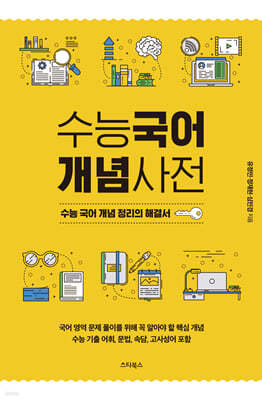 수능국어
개념사전
수능 국어 개념 정리의 해결서
국어 영역 문제 풀이를 위해 꼭 알아야 할 핵심 개념
수능 기출 어휘, 문법, 속담, 고사성어 포함
스타북스
지음